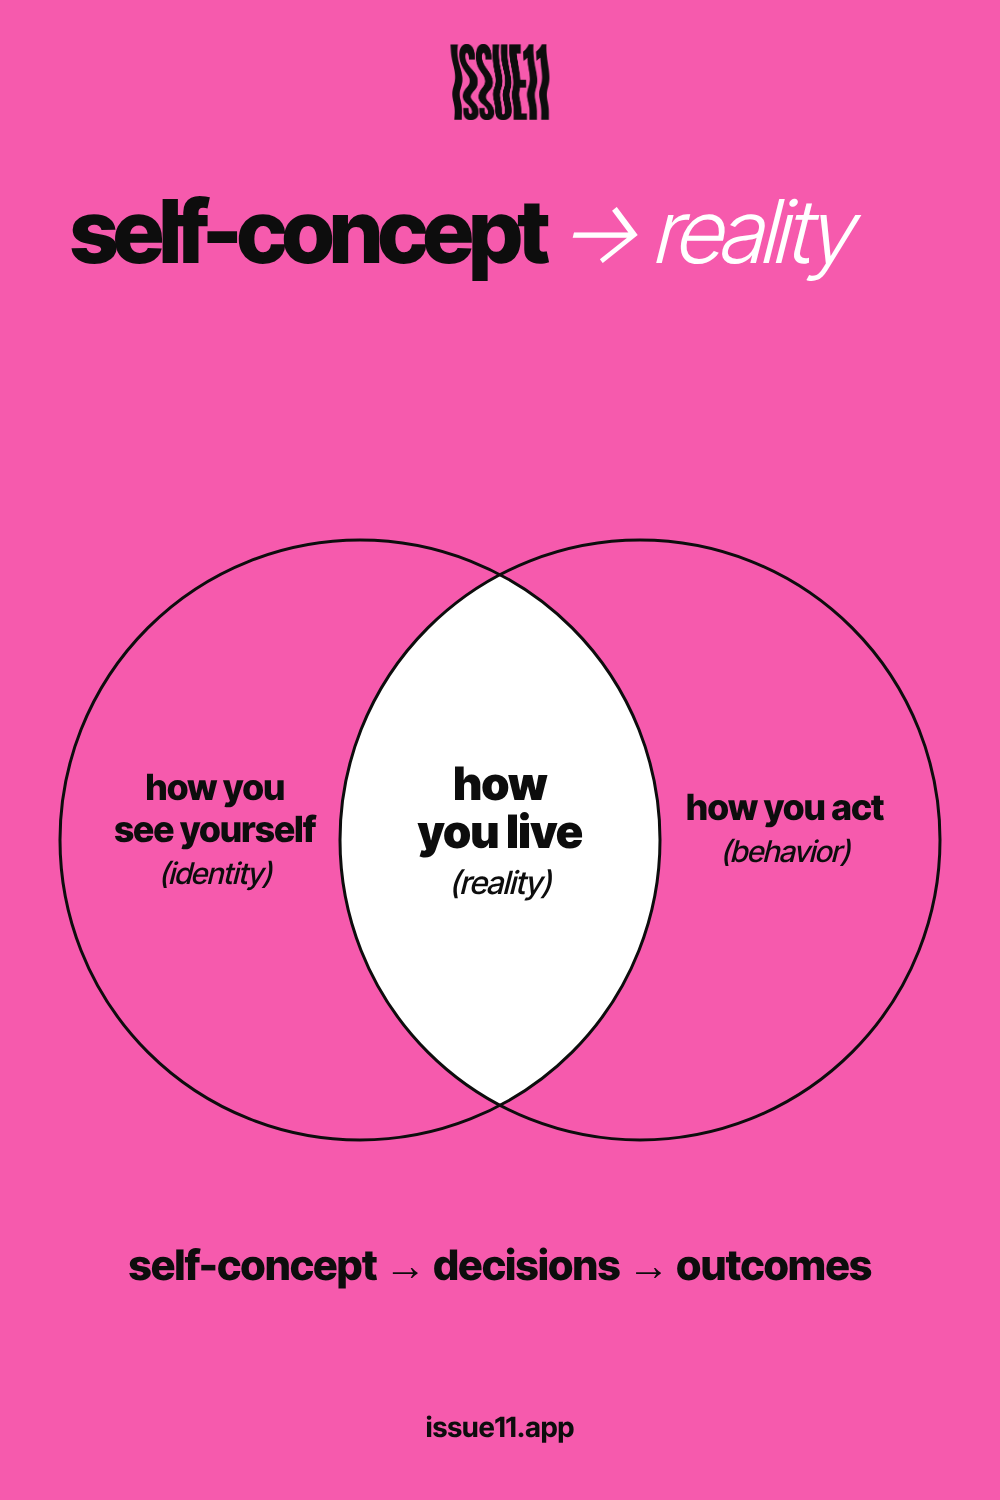 ISSUE11
self-concept → reality
how you
see yourself
(identity)
how
you live
(reality)
how you act
(behavior)
self-concept → decisions → outcomes
issue11.app